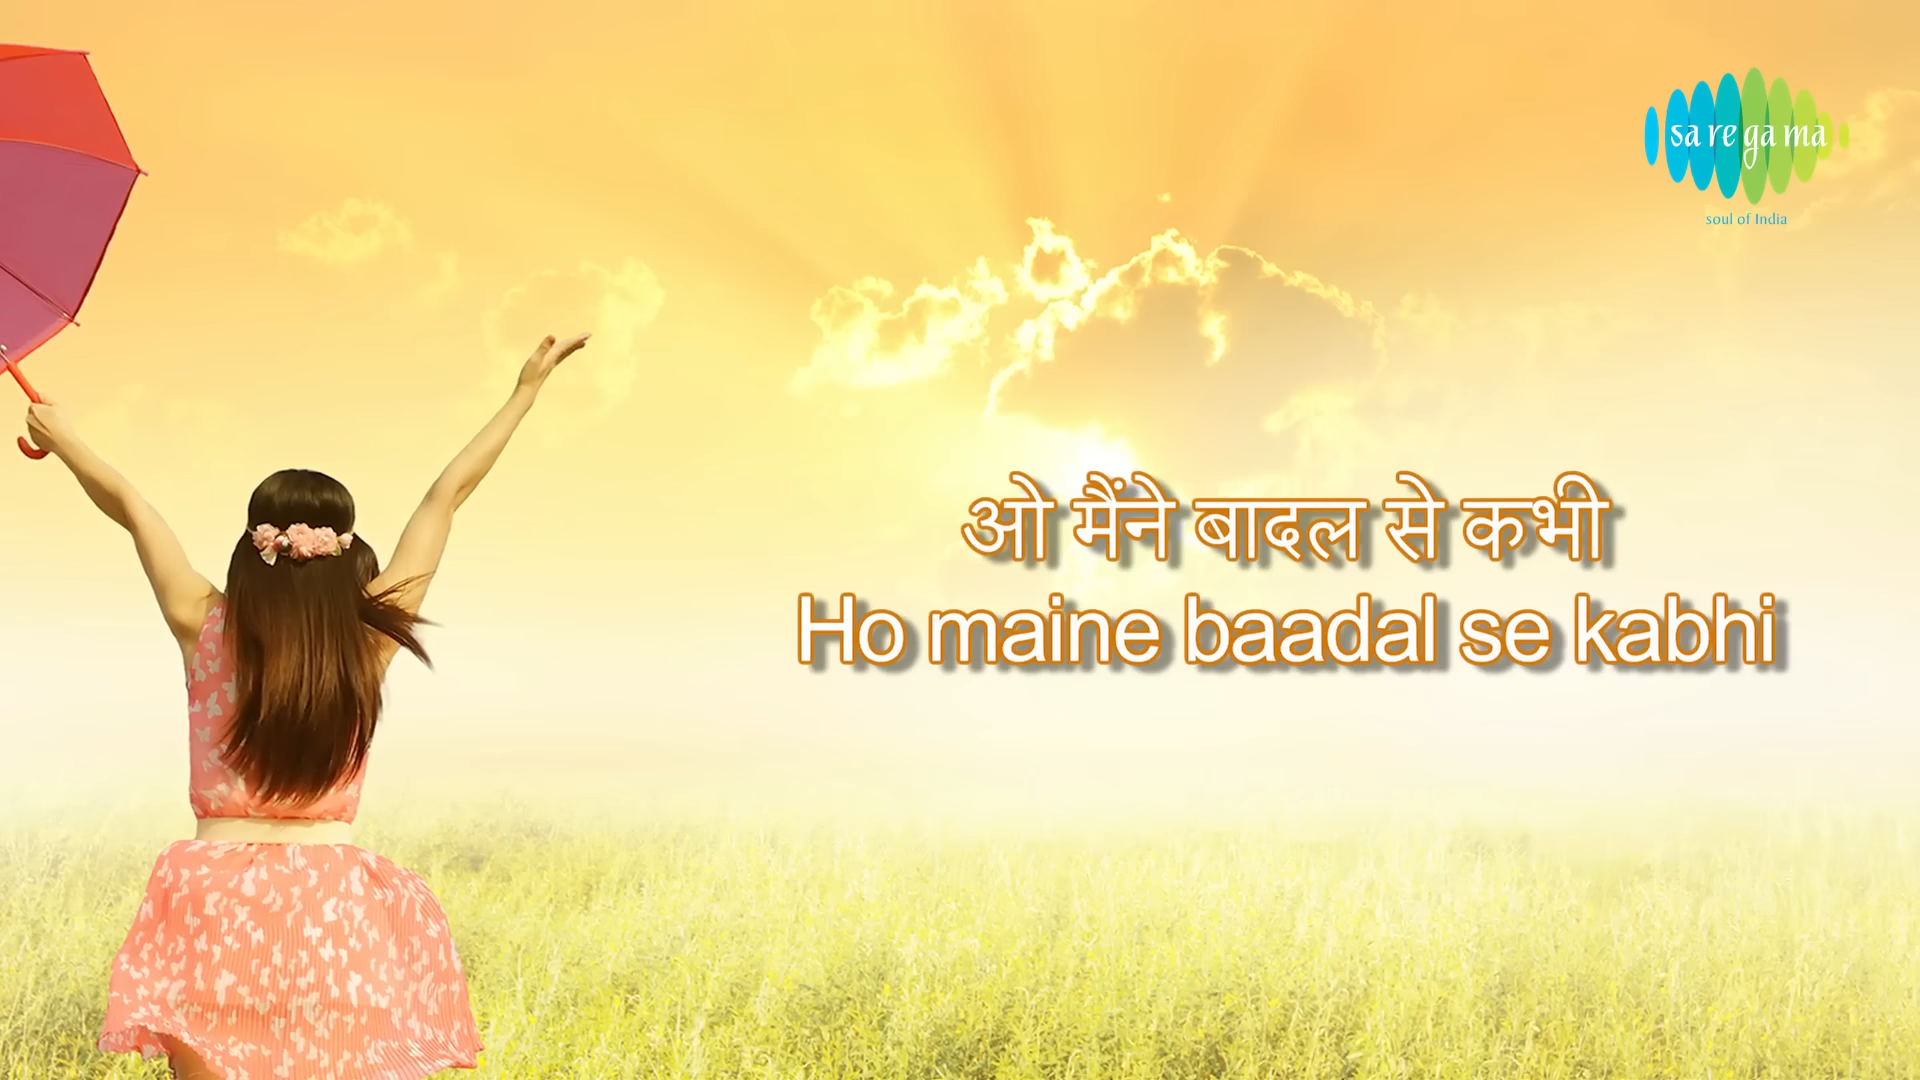 sa re ga ma
soul of India
ओ मैंने बादल से कभी
Ho maine baadal se kabhi